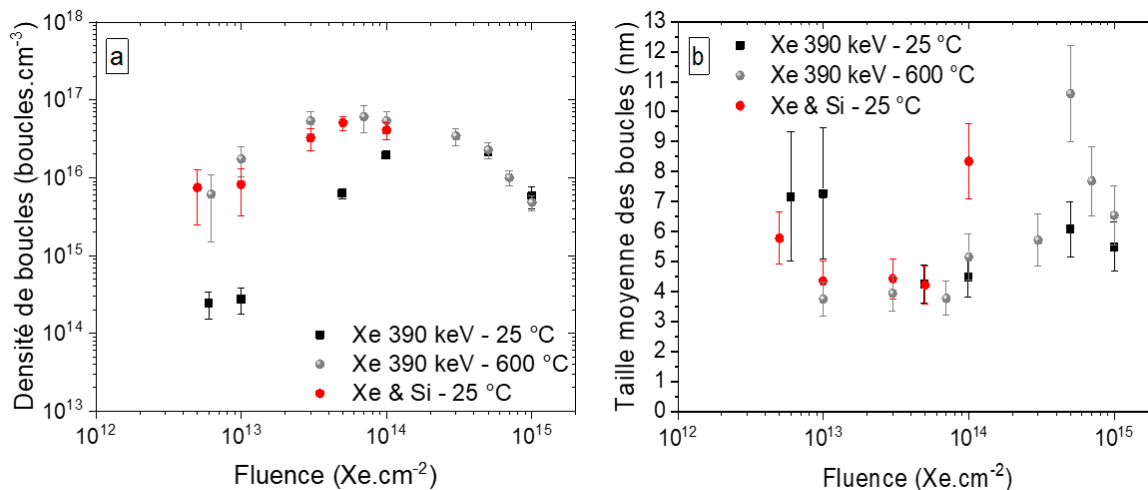 a
10^18
10^17
10^16
10^15
10^14
10^13
Densité de boucles (boucles.cm^-3)
Xe 390 keV - 25 °C
Xe 390 keV - 600 °C
Xe & Si - 25 °C
10^12
10^13
10^14
10^15
Fluence (Xe.cm^-2)
b
13
12
11
10
9
8
7
6
5
4
3
2
1
0
Taille moyenne des boucles (nm)
Xe 390 keV - 25 °C
Xe 390 keV - 600 °C
Xe & Si - 25 °C
10^12
10^13
10^14
10^15
Fluence (Xe.cm^-2)